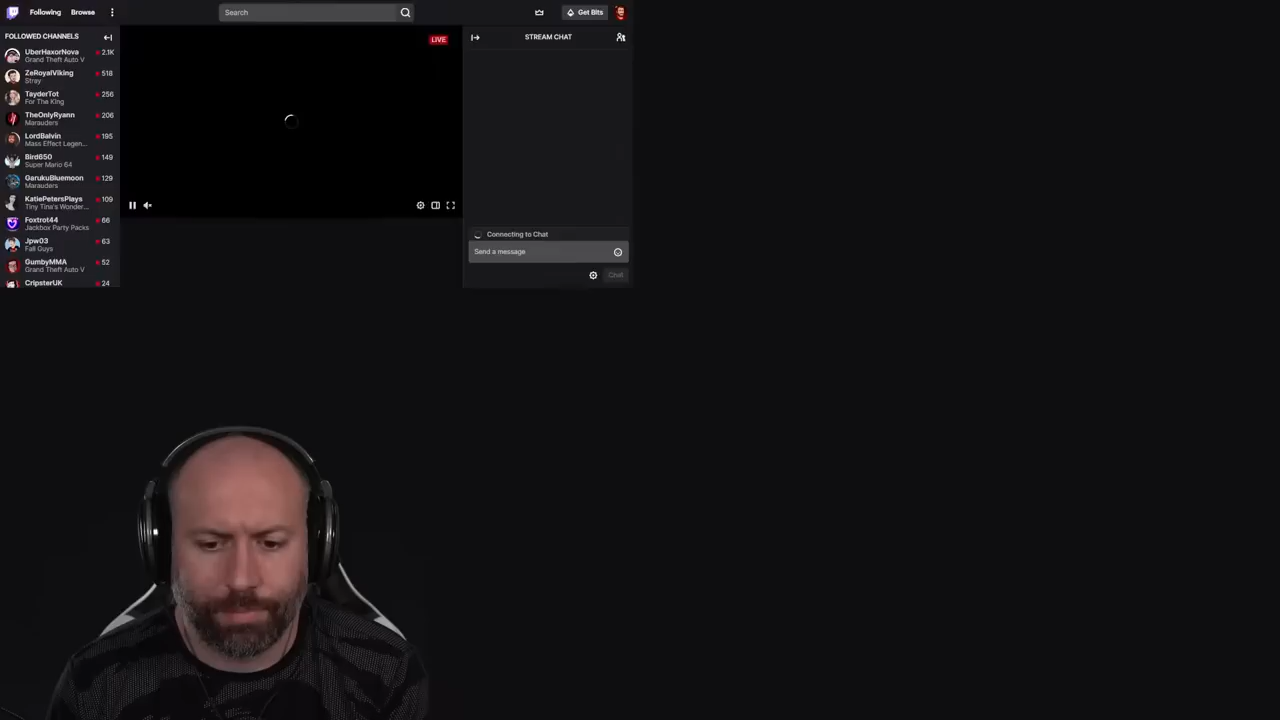 Following Browse
Search
Get Bits
FOLLOWED CHANNELS
UberHaxorNova 2.1K
Grand Theft Auto V
ZeRoyalViking 518
Stray
TayderTot 256
For The King
TheOnlyRyann 206
Marauders
LordBalvin 195
Mass Effect Legen...
Bird650 149
Super Mario 64
GarukuBluemoon 129
Marauders
KatiePetersPlays 109
Tiny Tina's Wonder...
Foxtrot44 66
Jackbox Party Packs
Jpw03 63
Fall Guys
GumbyMMA 52
Grand Theft Auto V
CripsterUK 24
LIVE
STREAM CHAT
Connecting to Chat
Send a message
Chat